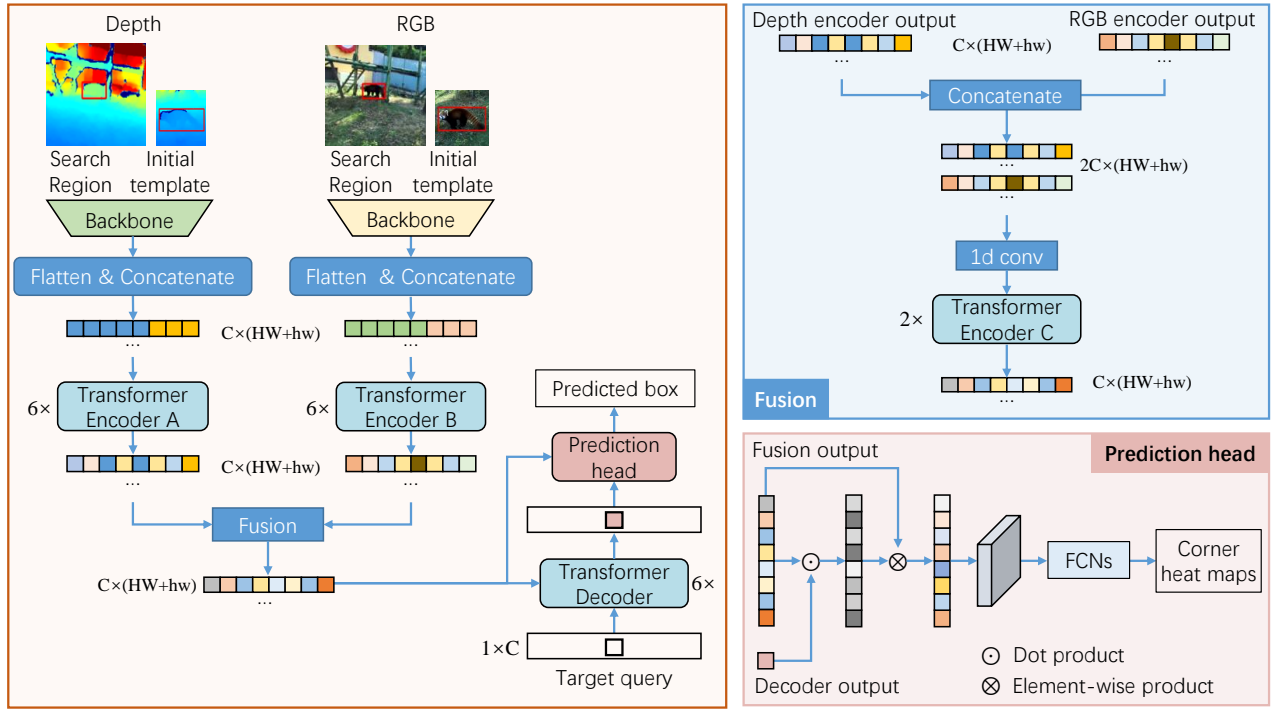 Depth
RGB
Search
Region
Initial
template
Search
Region
Initial
template
Backbone
Backbone
Flatten & Concatenate
Flatten & Concatenate
C×(HW+hw)
...
...
6×
Transformer
Encoder A
6×
Transformer
Encoder B
C×(HW+hw)
...
...
Fusion
C×(HW+hw)
...
Predicted box
Prediction
head
Transformer
Decoder
6×
1×C
Target query
Depth encoder output
RGB encoder output
C×(HW+hw)
...
...
Concatenate
...
2C×(HW+hw)
...
1d conv
2×
Transformer
Encoder C
C×(HW+hw)
...
Fusion
Fusion output
Prediction head
FCNs
Corner
heat maps
Dot product
Decoder output
Element-wise product